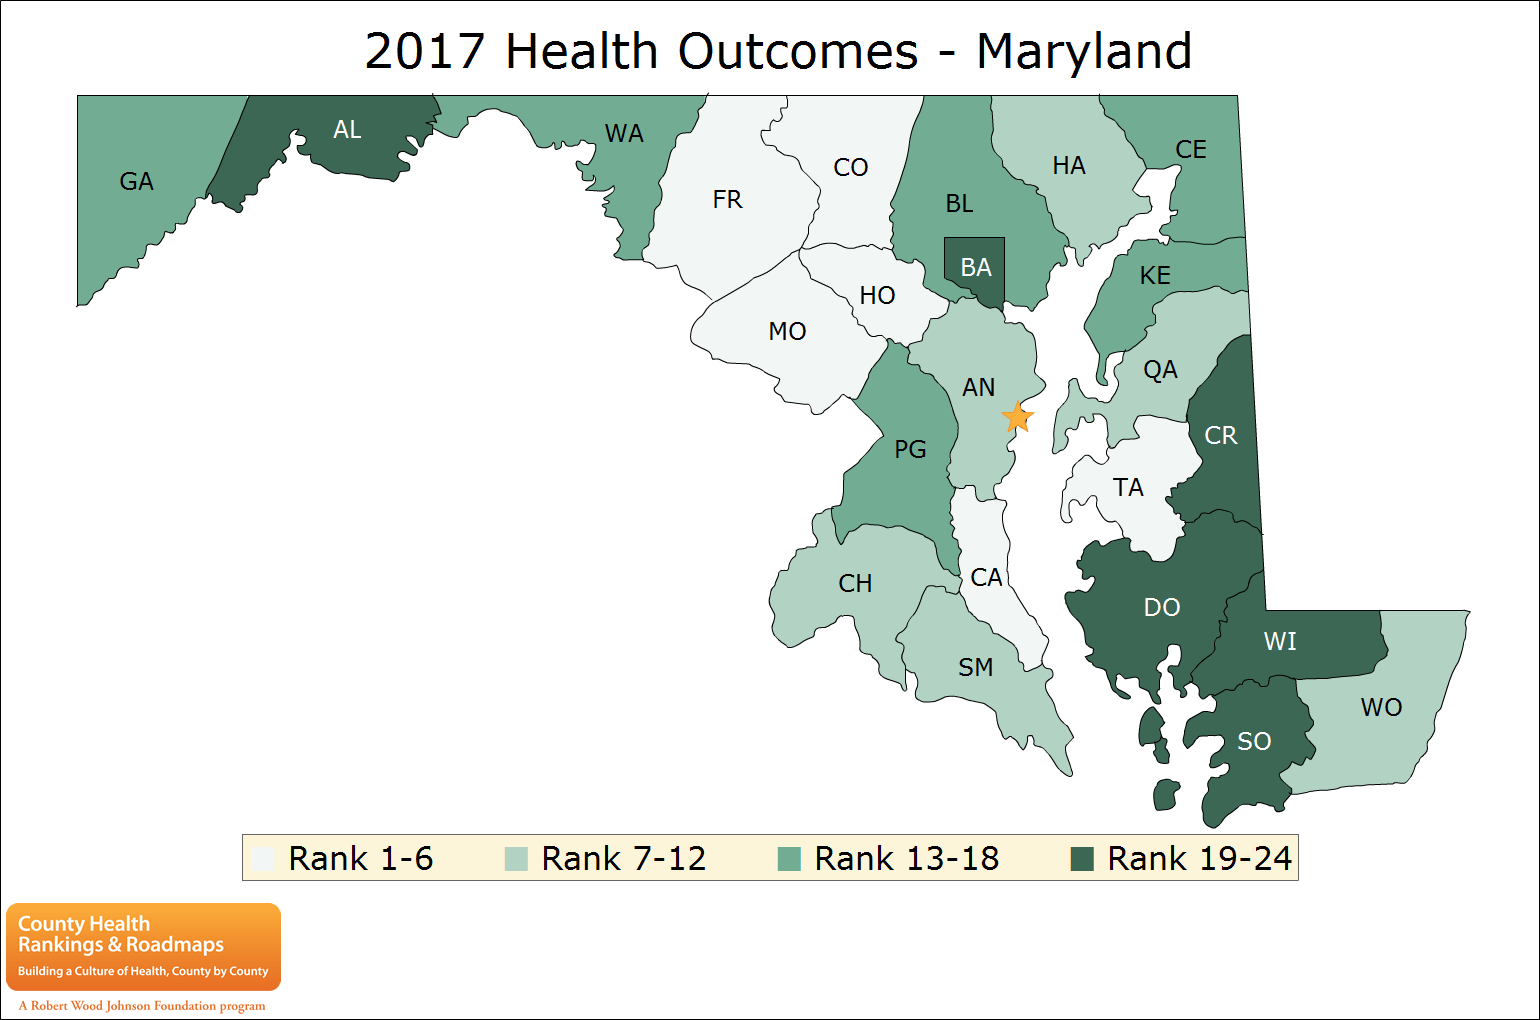 2017 Health Outcomes - Maryland
GA
AL
WA
FR
CO
BL
HA
CE
BA
KE
HO
MO
AN
QA
PG
CR
TA
CH
CA
DO
SM
WI
WO
SO
Rank 1-6 Rank 7-12 Rank 13-18 Rank 19-24
County Health
Rankings & Roadmaps
Building a Culture of Health, County by County
A Robert Wood Johnson Foundation program